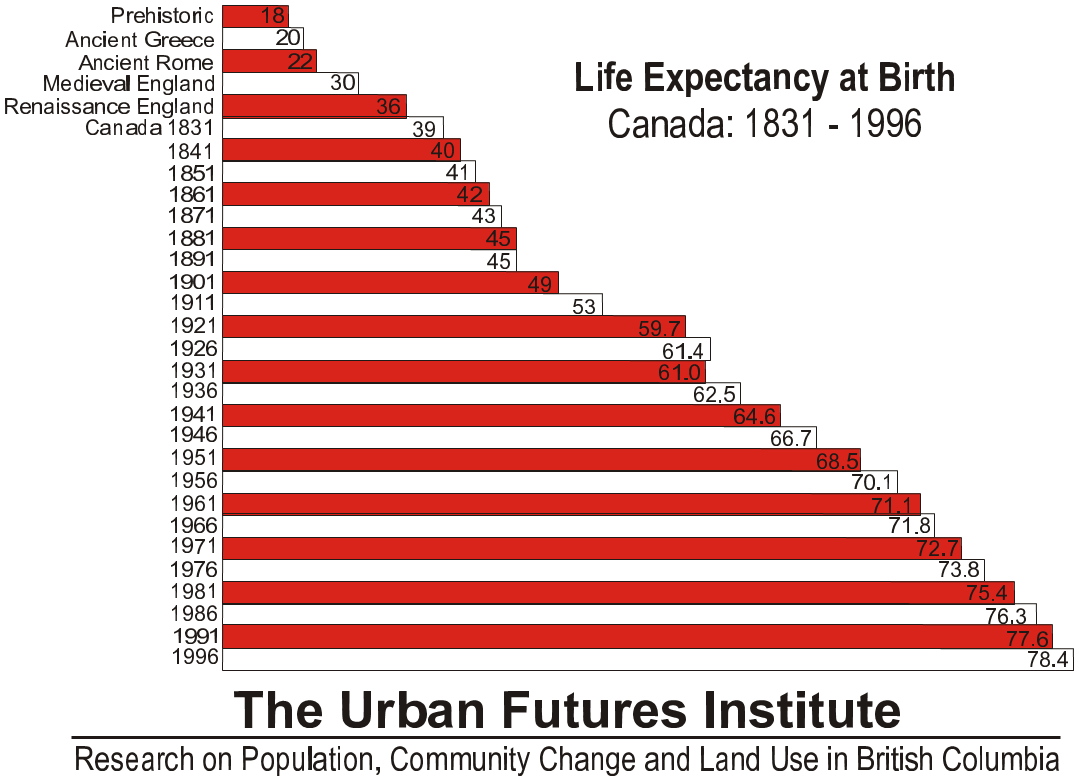 Prehistoric 18
Ancient Greece 20
Ancient Rome 22
Medieval England 30
Renaissance England 36
Canada 1831 39
1841 40
1851 41
1861 42
1871 43
1881 45
1891 45
1901 49
1911 53
1921 59.7
1926 61.4
1931 61.0
1936 62.5
1941 64.6
1946 66.7
1951 68.5
1956 70.1
1961 71.1
1966 71.8
1971 72.7
1976 73.8
1981 75.4
1986 76.3
1991 77.6
1996 78.4
Life Expectancy at Birth
Canada: 1831 - 1996
The Urban Futures Institute
Research on Population, Community Change and Land Use in British Columbia